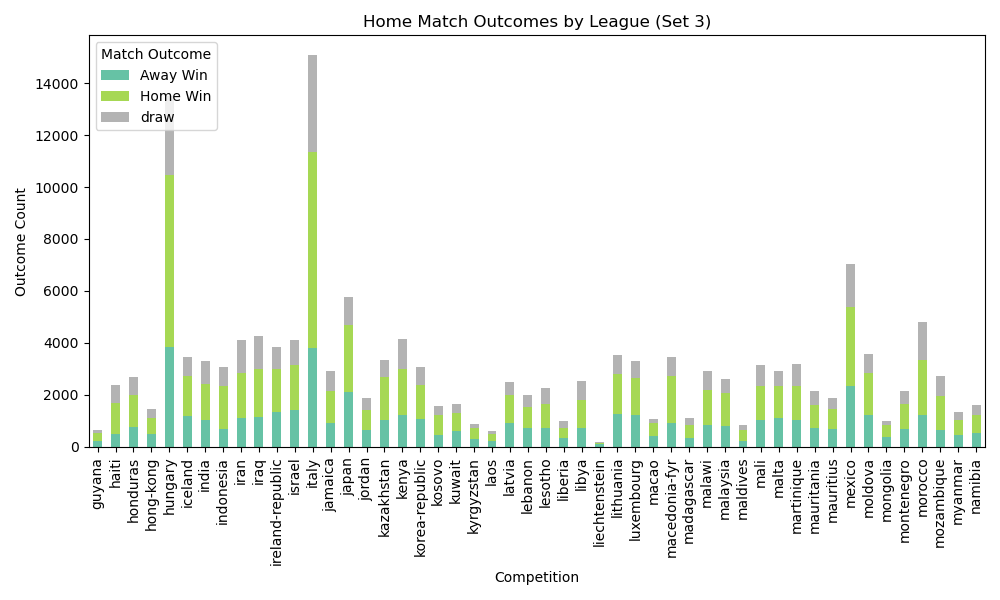 Home Match Outcomes by League (Set 3)
Match Outcome
Away Win
Home Win
draw
Outcome Count
14000
12000
10000
8000
6000
4000
2000
0
guyana
haiti
honduras
hong-kong
hungary
iceland
india
indonesia
iran
iraq
ireland-republic
israel
italy
jamaica
japan
jordan
kazakhstan
kenya
korea-republic
kosovo
kuwait
kyrgyzstan
laos
latvia
lebanon
lesotho
liberia
libya
liechtenstein
lithuania
luxembourg
macao
macedonia-fyr
madagascar
malawi
malaysia
maldives
mali
malta
martinique
mauritania
mauritius
mexico
moldova
mongolia
montenegro
morocco
mozambique
myanmar
namibia
Competition